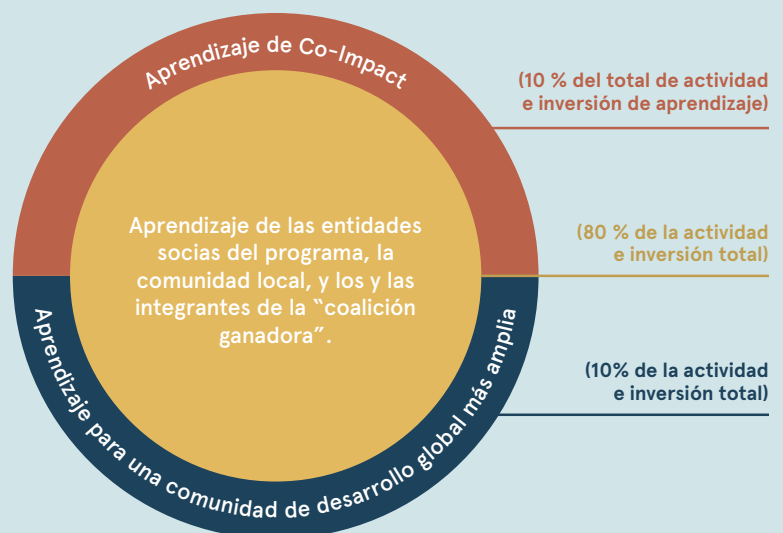 Aprendizaje de Co-Impact
(10 % del total de actividad
e inversión de aprendizaje)
Aprendizaje de las entidades
socias del programa, la
comunidad local, y los y las
integrantes de la “coalición
ganadora”.
(80 % de la actividad
e inversión total)
Aprendizaje para una comunidad de desarrollo global más amplia
(10% de la actividad
e inversión total)